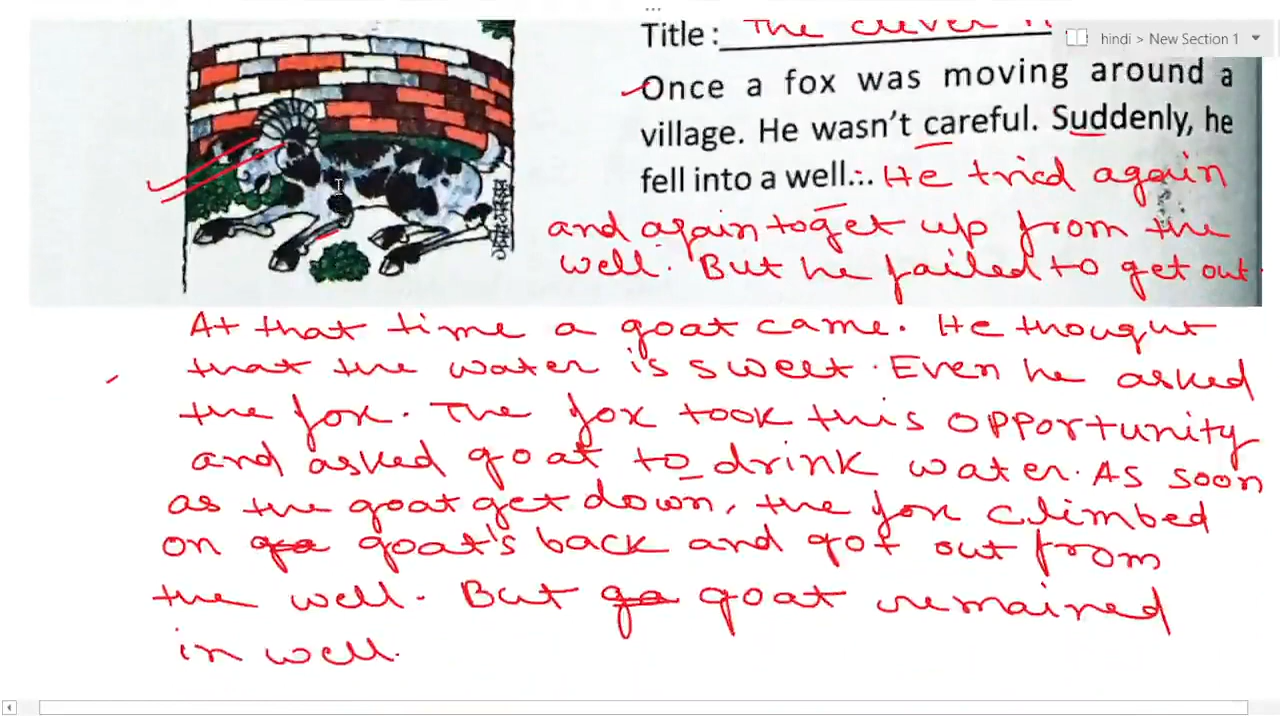 Title : The clever
hindi > New Section 1
Once a fox was moving around a
village. He wasn't careful. Suddenly, he
fell into a well... He tried again
and again to get up from the
well. But he failed to get out.
At that time a goat came. He thought
that the water is sweet. Even he asked
the fox. The fox took this opportunity
and asked goat to drink water. As soon
as the goat get down, the fox climbed
on goat's back and got out from
the well. But goat remained
in well.